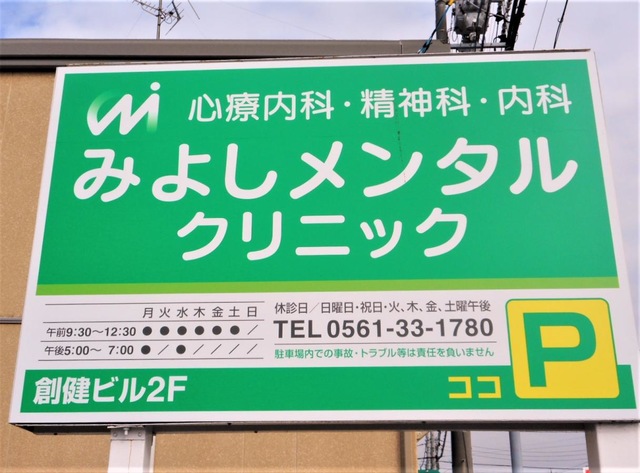 心療内科・精神科・内科
みよしメンタル
クリニック
月 火 水 木 金 土 日
午前9:30〜12:30 ● ● ● ● ● ● ／
午後5:00〜 7:00 ● ／ ● ／ ／ ／ ／
休診日／日曜日・祝日・火、木、金、土曜午後
TEL 0561-33-1780
駐車場内での事故・トラブル等は責任を負いません
P
創健ビル2F
ココ